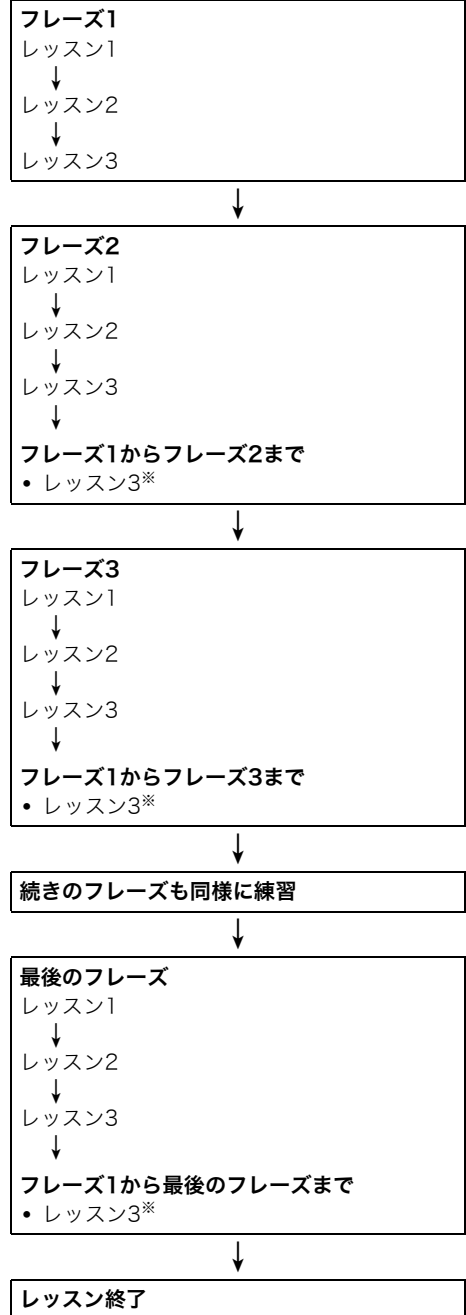 フレーズ1
レッスン1
↓
レッスン2
↓
レッスン3
↓
フレーズ2
レッスン1
↓
レッスン2
↓
レッスン3
↓
フレーズ1からフレーズ2まで
• レッスン3※
↓
フレーズ3
レッスン1
↓
レッスン2
↓
レッスン3
↓
フレーズ1からフレーズ3まで
• レッスン3※
↓
続きのフレーズも同様に練習
↓
最後のフレーズ
レッスン1
↓
レッスン2
↓
レッスン3
↓
フレーズ1から最後のフレーズまで
• レッスン3※
↓
レッスン終了